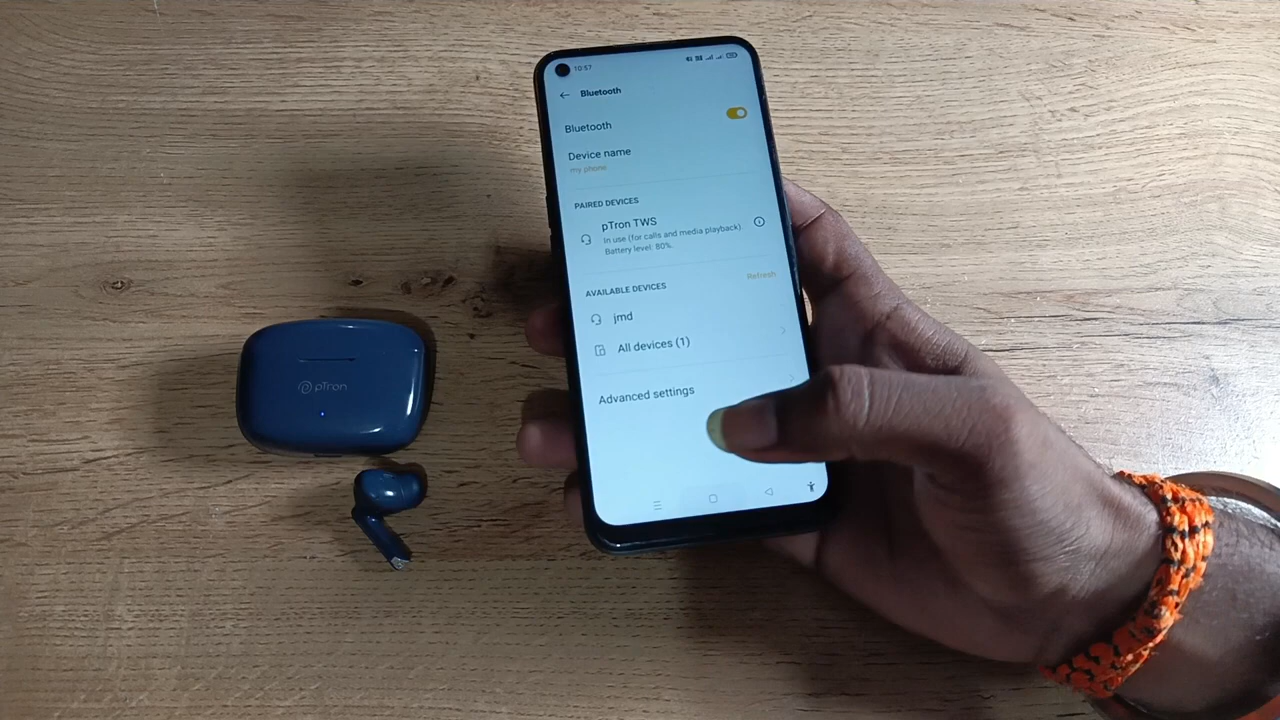 10:57
Bluetooth
Bluetooth
Device name
my phone
PAIRED DEVICES
pTron TWS
In use (for calls and media playback).
Battery level: 80%.
AVAILABLE DEVICES
Refresh
jmd
All devices (1)
Advanced settings
pTron